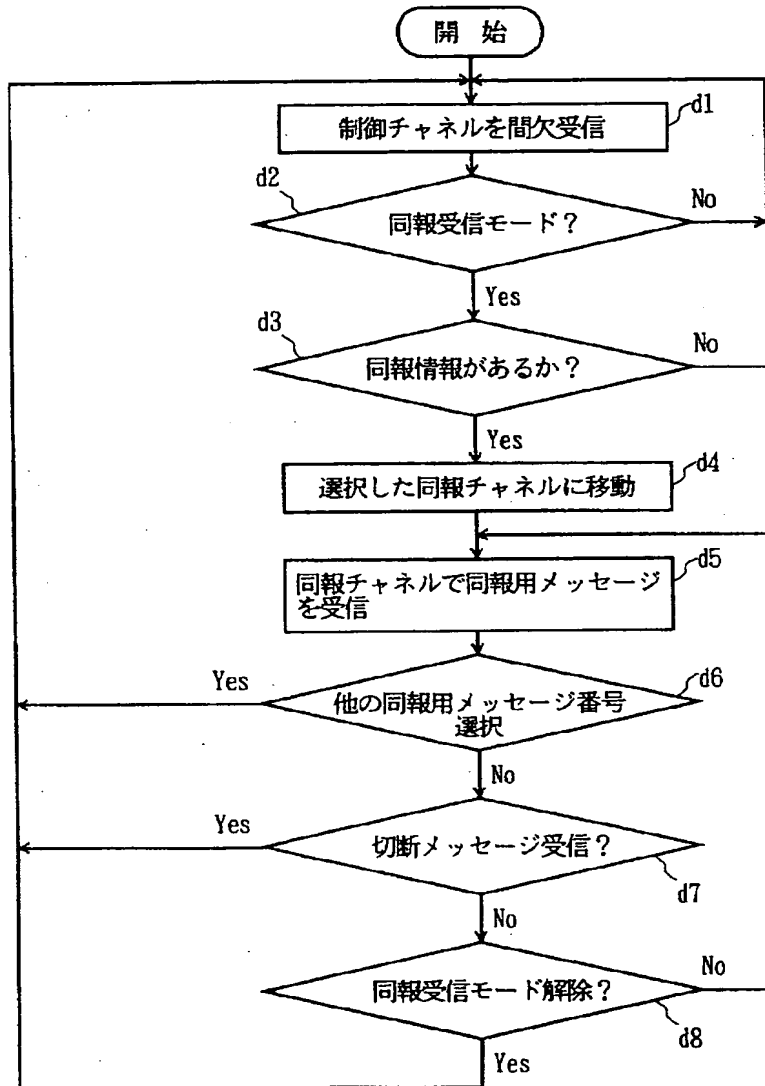 開 始
制御チャネルを間欠受信
d1
d2
同報受信モード?
No
Yes
d3
同報情報があるか?
No
Yes
選択した同報チャネルに移動
d4
同報チャネルで同報用メッセージ
を受信
d5
Yes
他の同報用メッセージ番号
選択
d6
No
Yes
切断メッセージ受信?
d7
No
同報受信モード解除?
No
d8
Yes